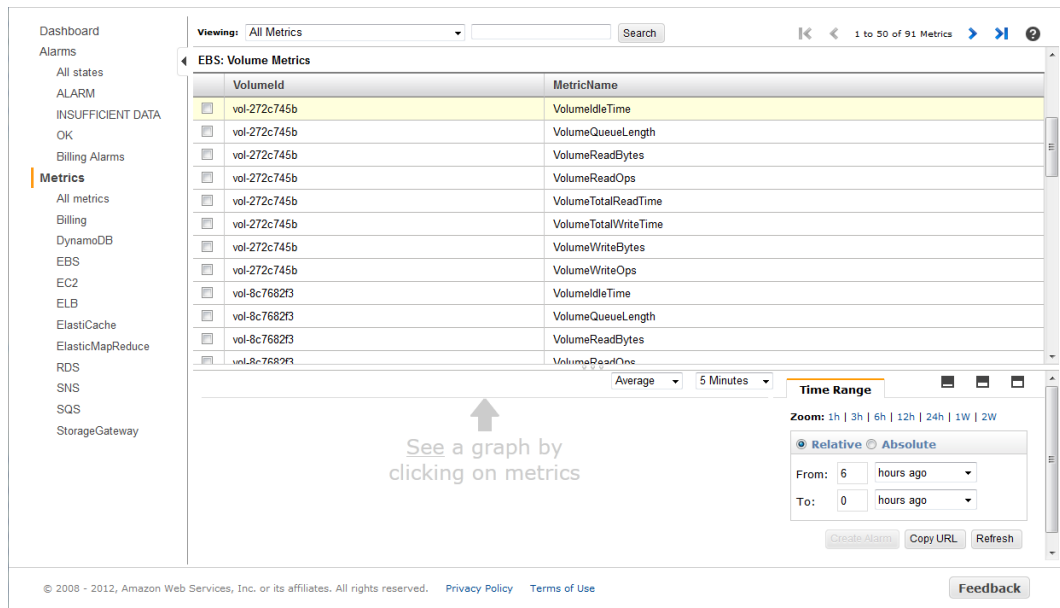 Dashboard
Alarms
All states
ALARM
INSUFFICIENT DATA
OK
Billing Alarms
Metrics
All metrics
Billing
DynamoDB
EBS
EC2
ELB
ElastiCache
ElasticMapReduce
RDS
SNS
SQS
StorageGateway
Viewing: All Metrics Search 1 to 50 of 91 Metrics
EBS: Volume Metrics
VolumeId MetricName
vol-272c745b VolumeIdleTime
vol-272c745b VolumeQueueLength
vol-272c745b VolumeReadBytes
vol-272c745b VolumeReadOps
vol-272c745b VolumeTotalReadTime
vol-272c745b VolumeTotalWriteTime
vol-272c745b VolumeWriteBytes
vol-272c745b VolumeWriteOps
vol-8c7682f3 VolumeIdleTime
vol-8c7682f3 VolumeQueueLength
vol-8c7682f3 VolumeReadBytes
vol-8c7682f3 VolumeReadOps
Average 5 Minutes
See a graph by
clicking on metrics
Time Range
Zoom: 1h | 3h | 6h | 12h | 24h | 1W | 2W
Relative Absolute
From: 6 hours ago
To: 0 hours ago
Create Alarm Copy URL Refresh
© 2008 - 2012, Amazon Web Services, Inc. or its affiliates. All rights reserved. Privacy Policy Terms of Use
Feedback